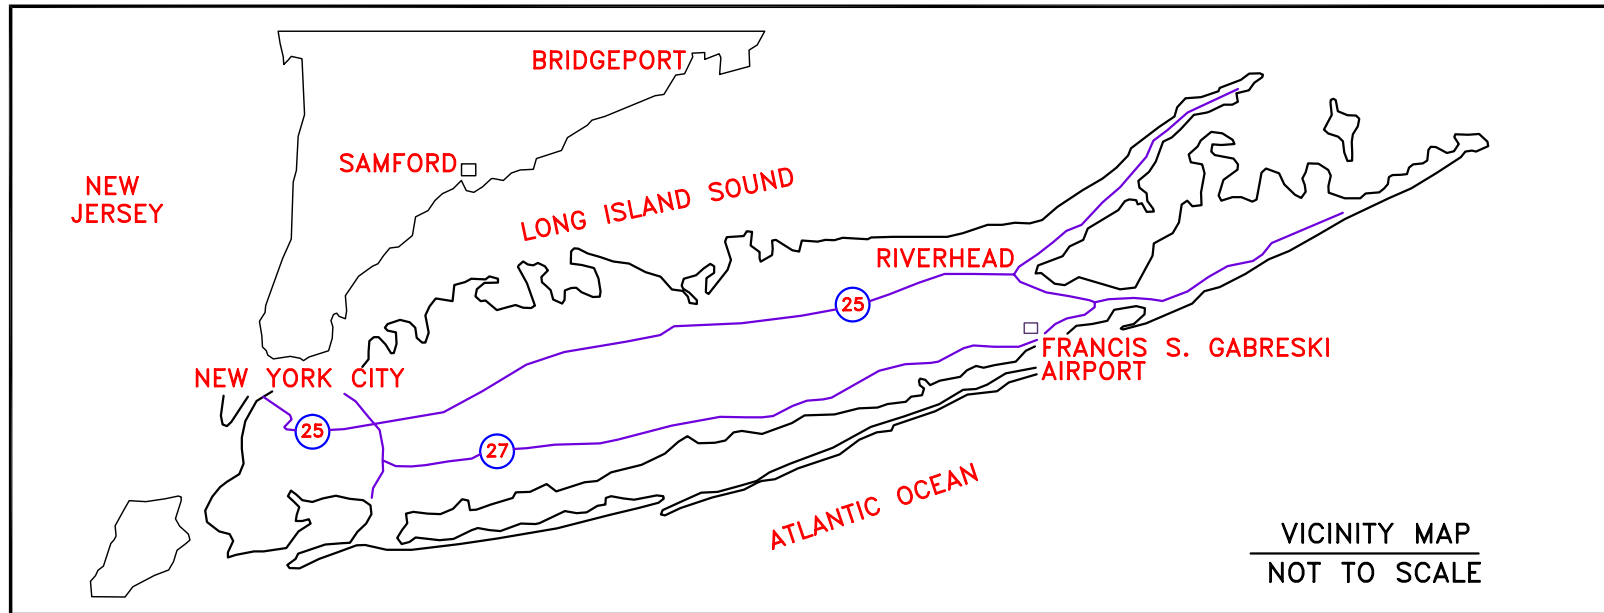 BRIDGEPORT
SAMFORD
NEW
JERSEY
LONG ISLAND SOUND
RIVERHEAD
25
FRANCIS S. GABRESKI
AIRPORT
NEW YORK CITY
25
27
ATLANTIC OCEAN
VICINITY MAP
NOT TO SCALE